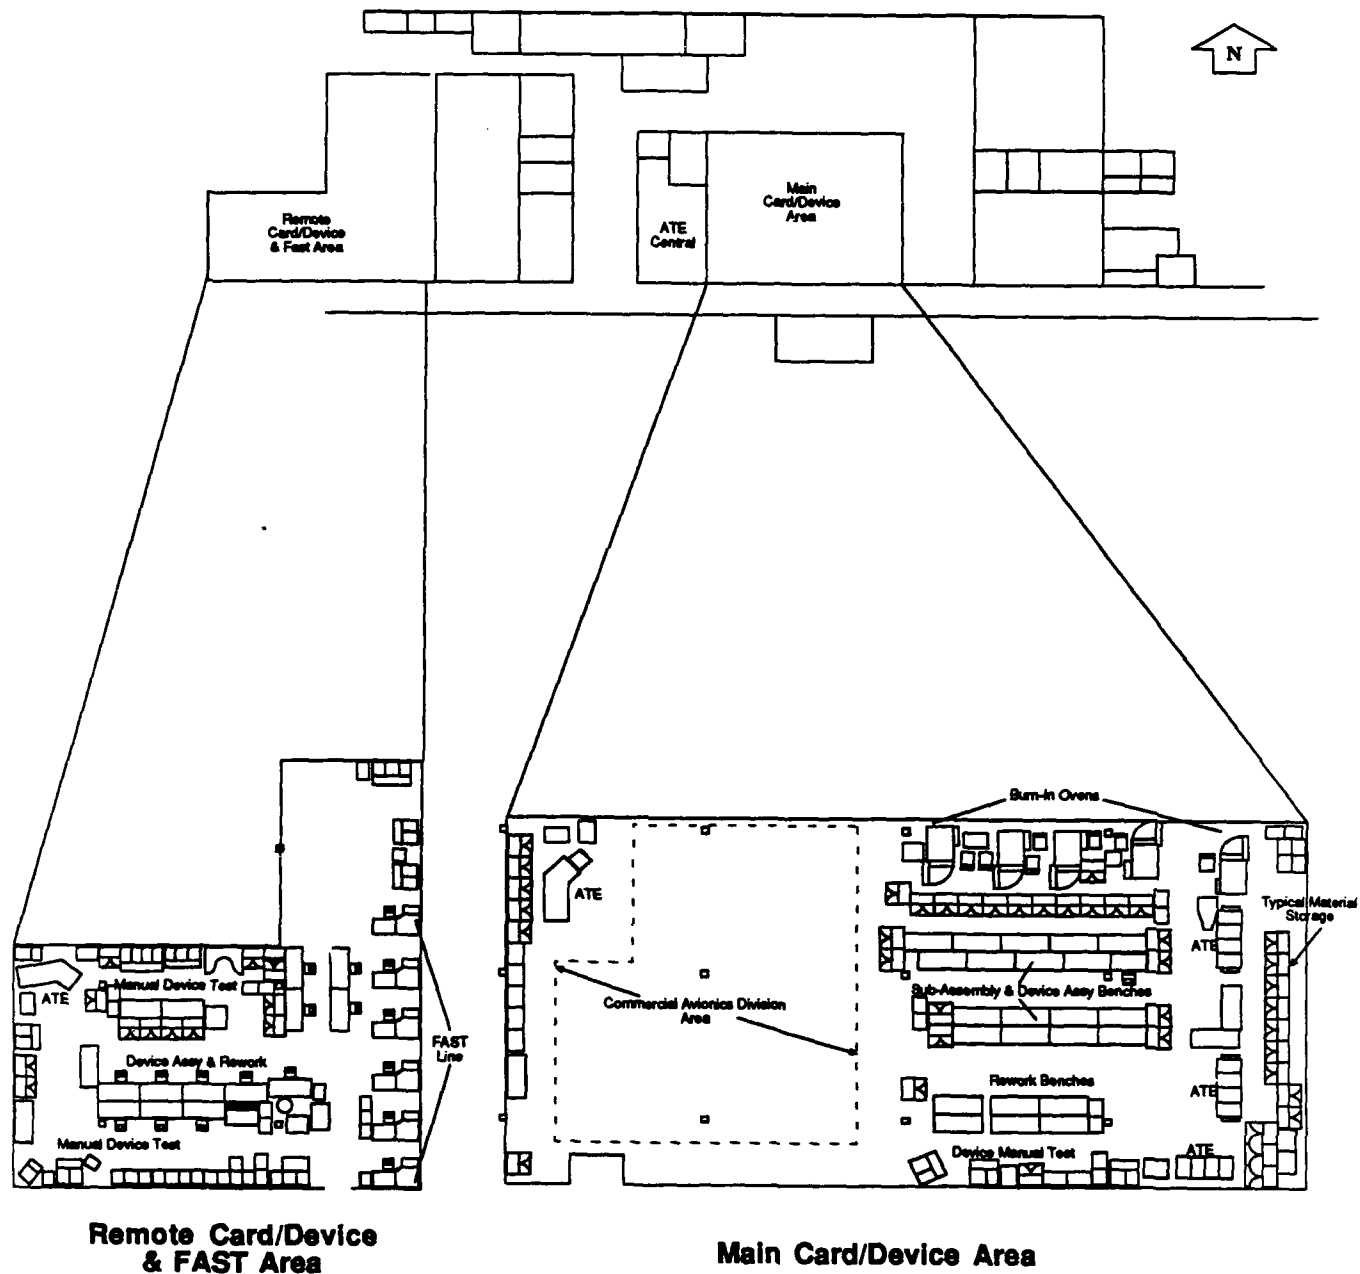 N
Remote
Card/Device
& Fast Area
ATE
Central
Main
Card/Device
Area
Burn-In Ovens
ATE
Typical Material
Storage
ATE
Manual Device Test
ATE
Sub-Assembly & Device Assy Benches
Commercial Avionics Division
Area
FAST
Line
Device Assy & Rework
Rework Benches
ATE
Manual Device Test
Device Manual Test
ATE
Remote Card/Device
& FAST Area
Main Card/Device Area